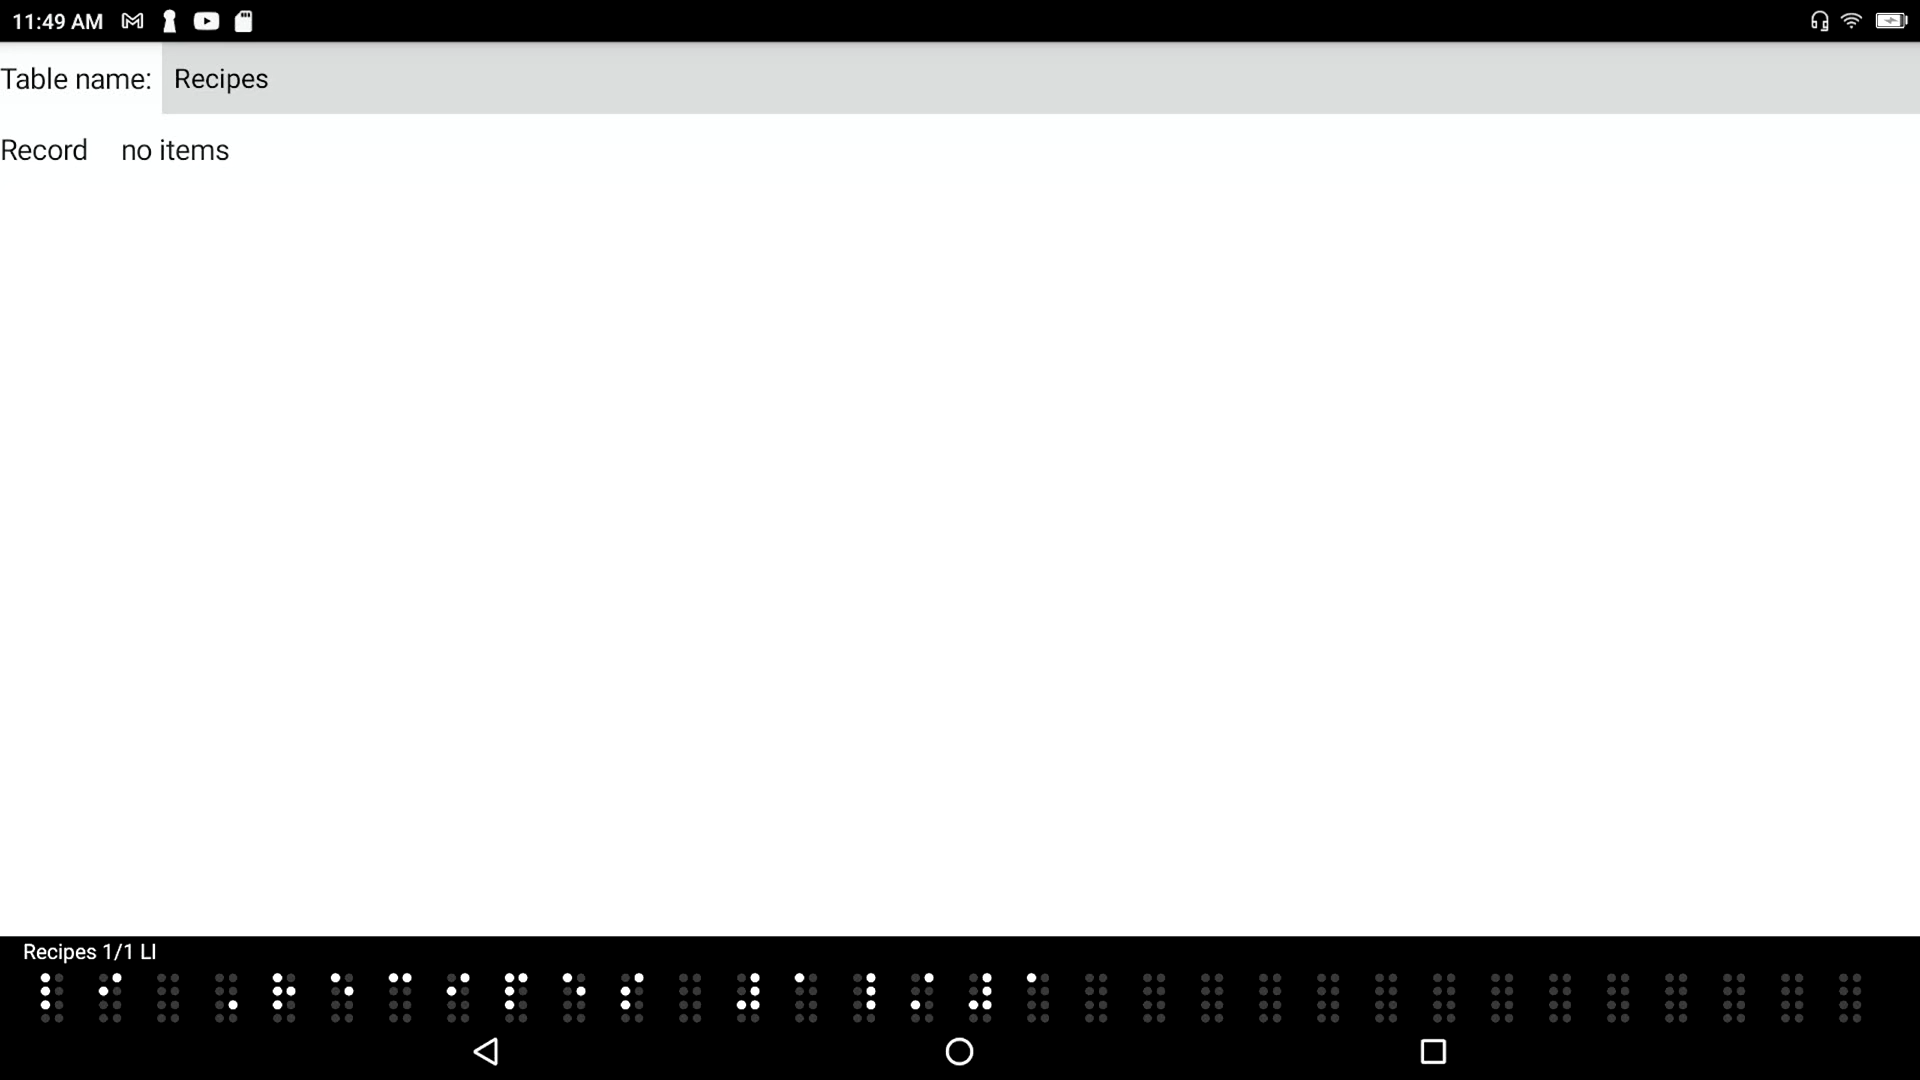 11:49 AM
Table name: Recipes
Record no items
Recipes 1/1 LI
⠇⠊ ⠠⠗⠑⠉⠊⠏⠑⠎ ⠼⠁⠸⠌⠼⠁